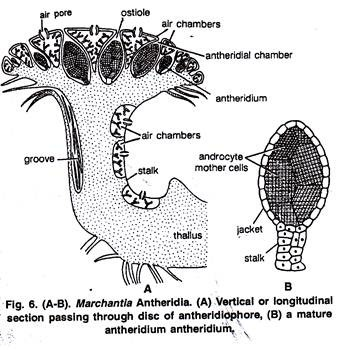 air pore
ostiole
air chambers
antheridial chamber
antheridium
air chambers
groove
stalk
androcyte
mother cells
jacket
stalk
thallus
A
B
Fig. 6. (A-B). Marchantia Antheridia. (A) Vertical or longitudinal
section passing through disc of antheridiophore, (B) a mature
antheridium antheridium.